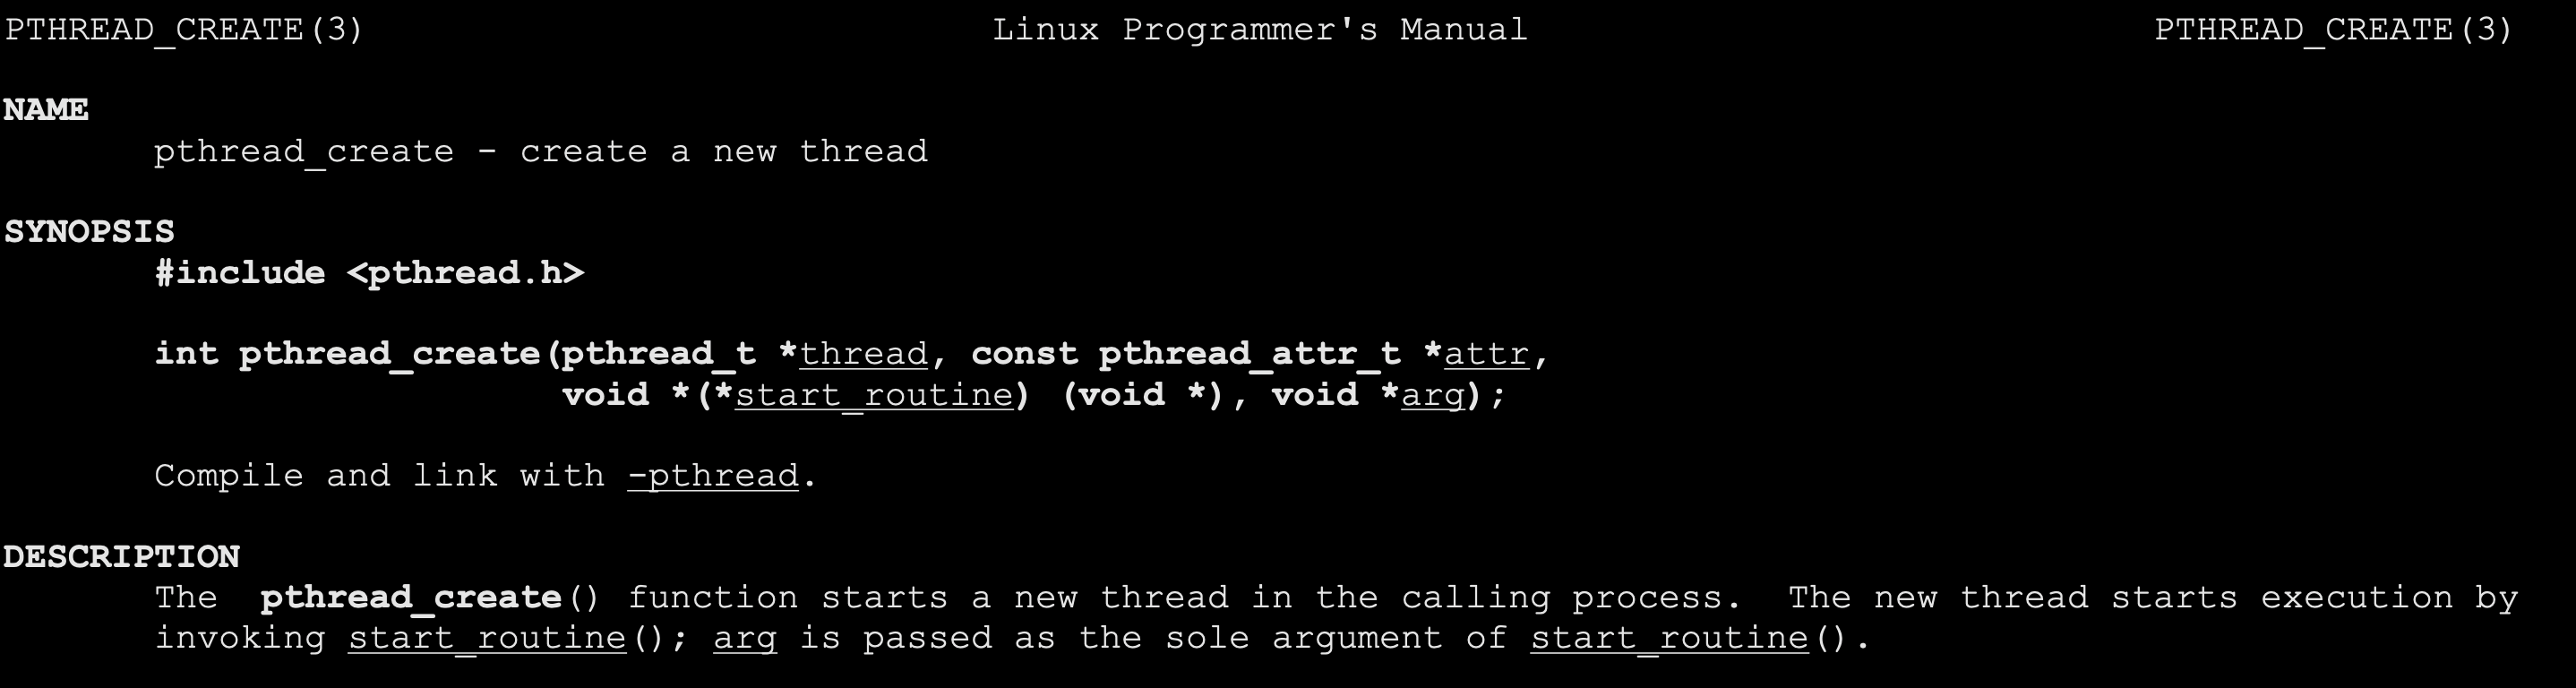 PTHREAD_CREATE(3) Linux Programmer's Manual PTHREAD_CREATE(3)
NAME
pthread_create - create a new thread
SYNOPSIS
#include <pthread.h>
int pthread_create(pthread_t *thread, const pthread_attr_t *attr,
void *(*start_routine) (void *), void *arg);
Compile and link with -pthread.
DESCRIPTION
The  pthread_create() function starts a new thread in the calling process.  The new thread starts execution by
invoking start_routine(); arg is passed as the sole argument of start_routine().